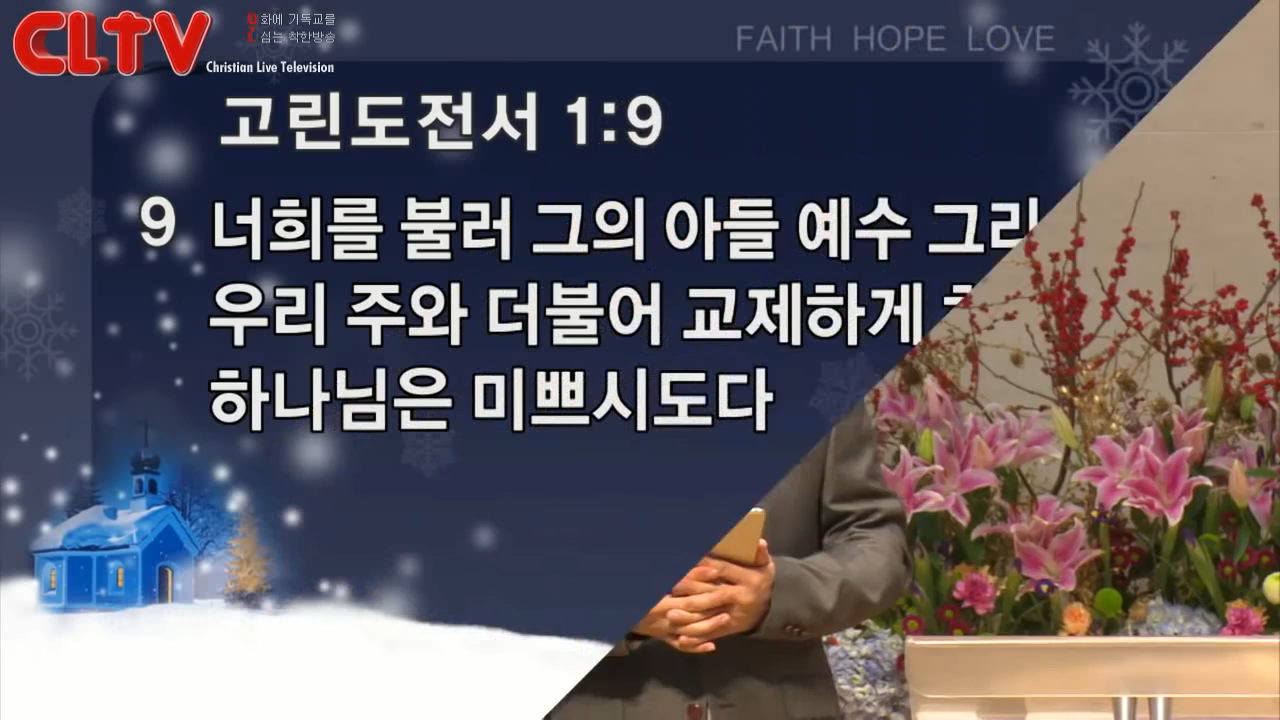 CLTV
문화에 기독교를
심는 착한방송
Christian Live Television
FAITH HOPE LOVE
고린도전서 1:9
9 너희를 불러 그의 아들 예수 그리
우리 주와 더불어 교제하게
하나님은 미쁘시도다